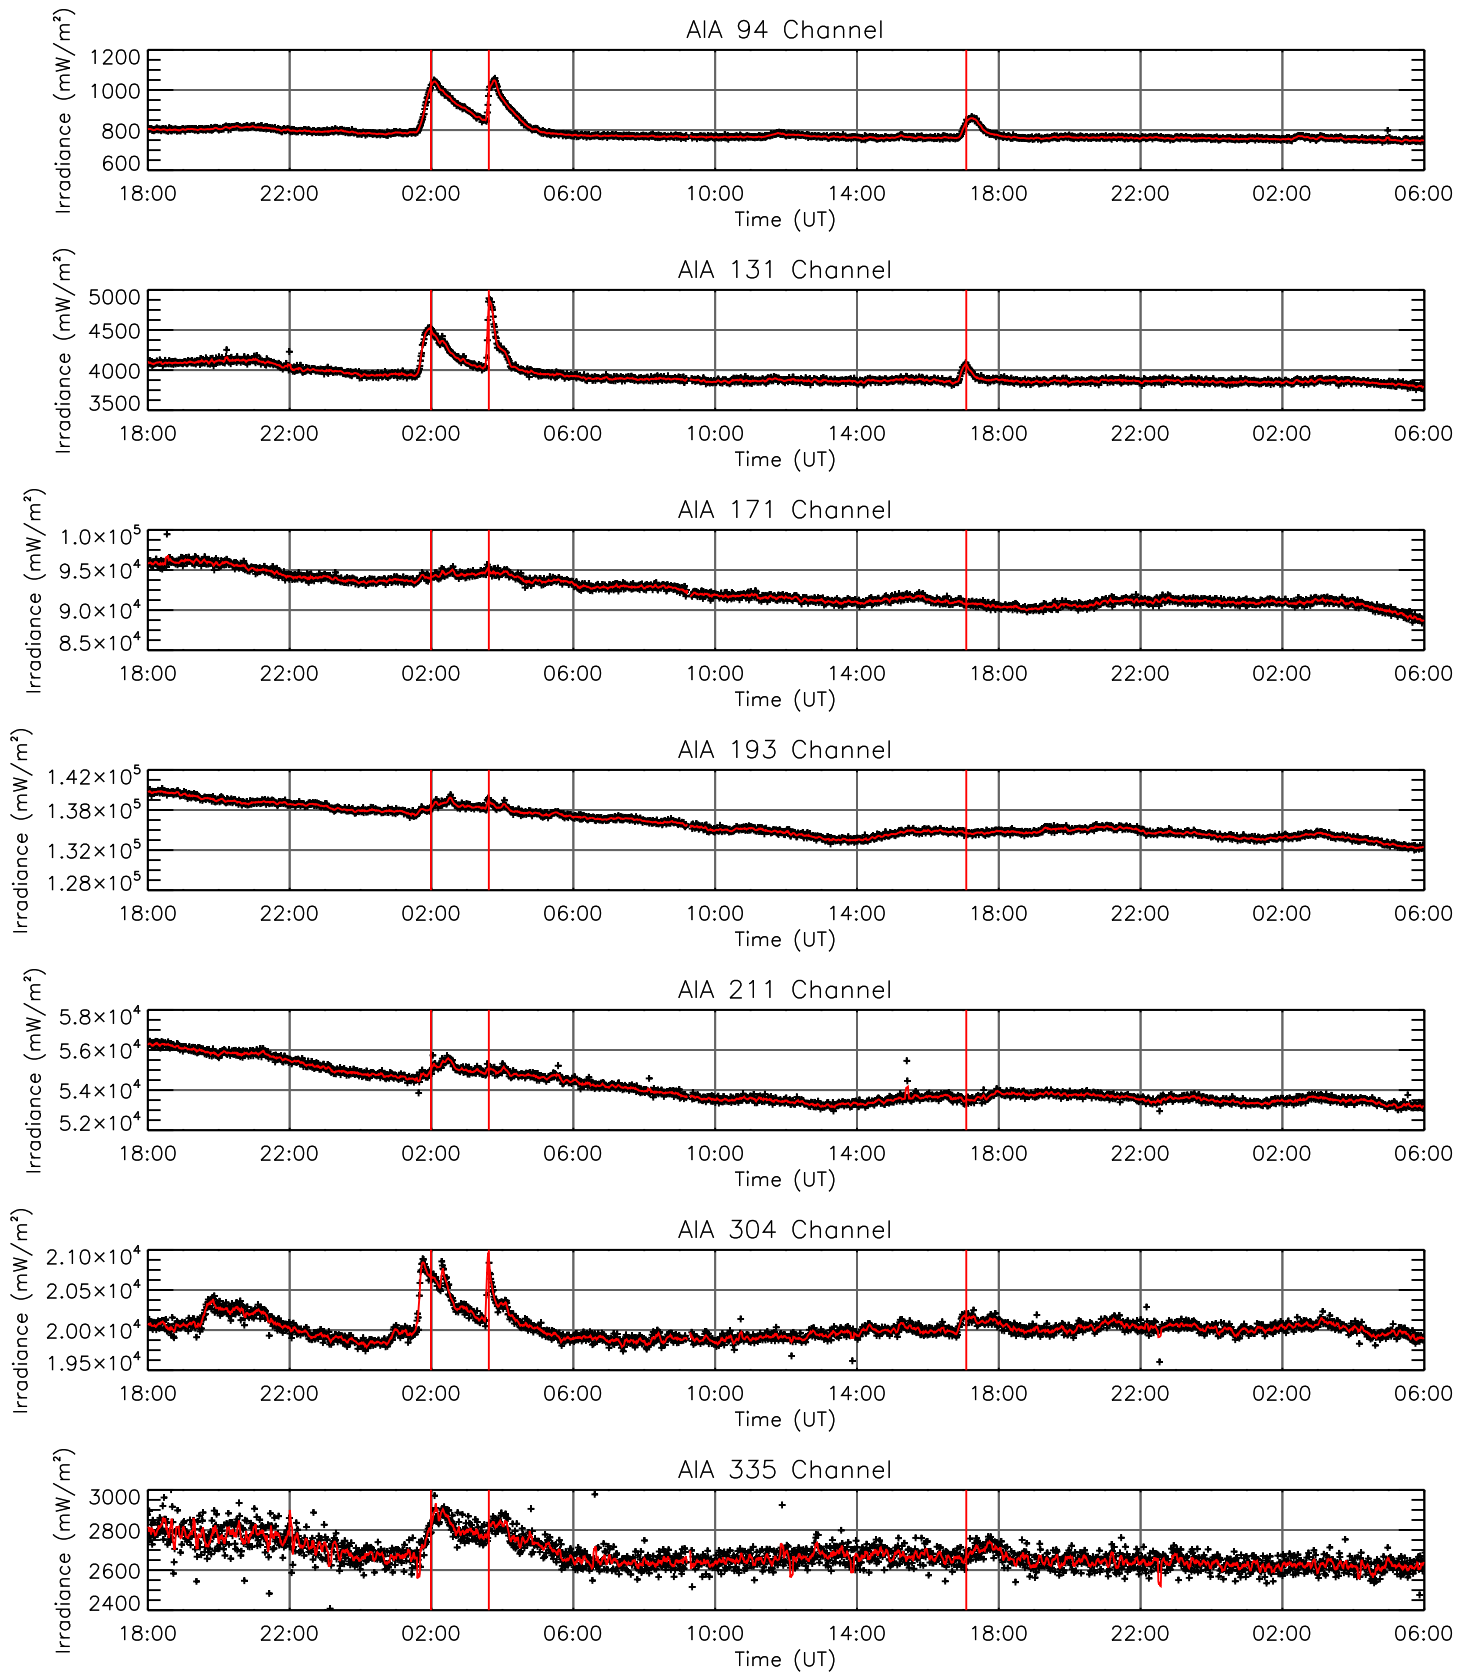 AIA 94 Channel
Irradiance (mW/m²)
1200
1000
800
600
18:00 22:00 02:00 06:00 10:00 14:00 18:00 22:00 02:00 06:00
Time (UT)
AIA 131 Channel
Irradiance (mW/m²)
5000
4500
4000
3500
18:00 22:00 02:00 06:00 10:00 14:00 18:00 22:00 02:00 06:00
Time (UT)
AIA 171 Channel
Irradiance (mW/m²)
1.0×10⁵
9.5×10⁴
9.0×10⁴
8.5×10⁴
18:00 22:00 02:00 06:00 10:00 14:00 18:00 22:00 02:00 06:00
Time (UT)
AIA 193 Channel
Irradiance (mW/m²)
1.42×10⁵
1.38×10⁵
1.32×10⁵
1.28×10⁵
18:00 22:00 02:00 06:00 10:00 14:00 18:00 22:00 02:00 06:00
Time (UT)
AIA 211 Channel
Irradiance (mW/m²)
5.8×10⁴
5.6×10⁴
5.4×10⁴
5.2×10⁴
18:00 22:00 02:00 06:00 10:00 14:00 18:00 22:00 02:00 06:00
Time (UT)
AIA 304 Channel
Irradiance (mW/m²)
2.10×10⁴
2.05×10⁴
2.00×10⁴
1.95×10⁴
18:00 22:00 02:00 06:00 10:00 14:00 18:00 22:00 02:00 06:00
Time (UT)
AIA 335 Channel
Irradiance (mW/m²)
3000
2800
2600
2400
18:00 22:00 02:00 06:00 10:00 14:00 18:00 22:00 02:00 06:00
Time (UT)